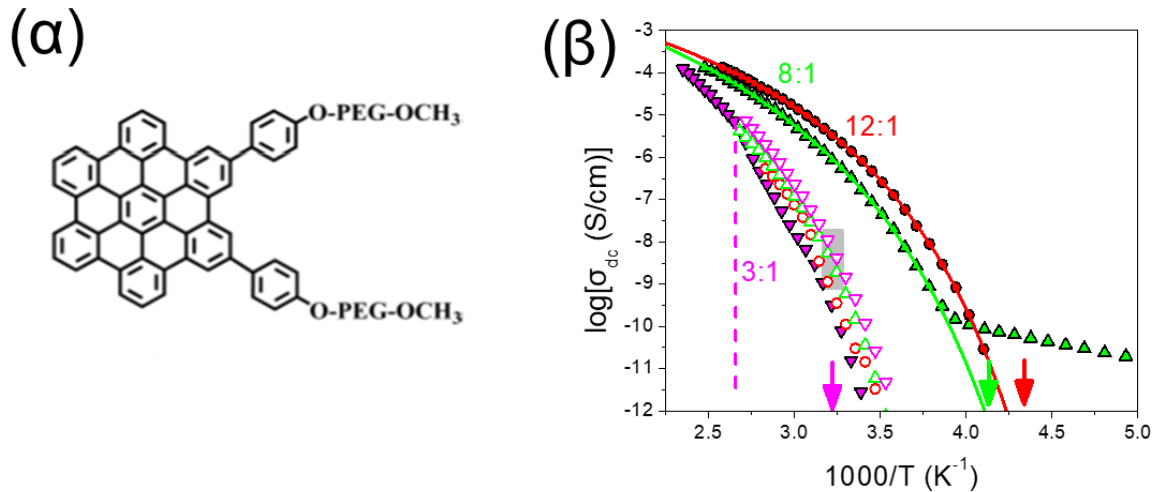 (α)
O-PEG-OCH₃
O-PEG-OCH₃
(β)
-3
-4
-5
-6
-7
-8
-9
-10
-11
-12
log[σdc (S/cm)]
8:1
12:1
3:1
2.5 3.0 3.5 4.0 4.5 5.0
1000/T (K⁻¹)